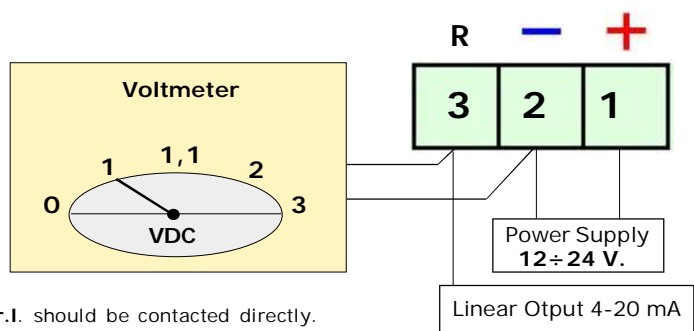 R − +
3 2 1
Voltmeter
1,1
1 2
0 3
VDC
Power Supply
12÷24 V.
Linear Otput 4-20 mA
r.l. should be contacted directly.